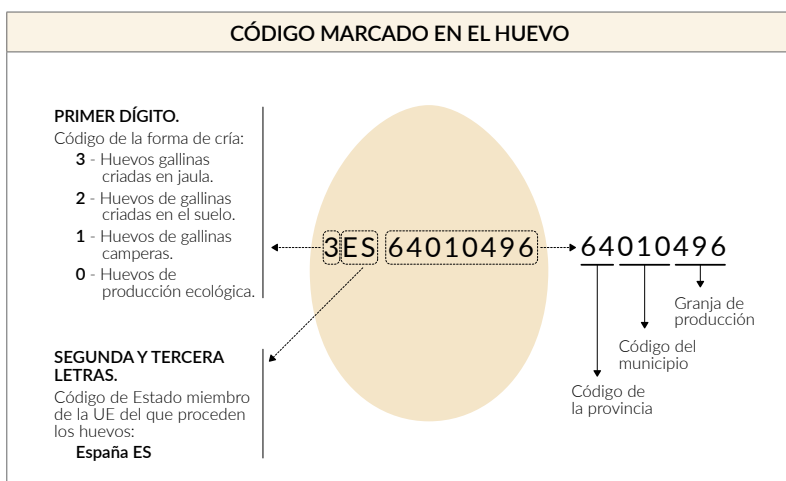 CÓDIGO MARCADO EN EL HUEVO
PRIMER DÍGITO.
Código de la forma de cría:
3 - Huevos gallinas
criadas en jaula.
2 - Huevos de gallinas
criadas en el suelo.
1 - Huevos de gallinas
camperas.
0 - Huevos de
producción ecológica.
SEGUNDA Y TERCERA
LETRAS.
Código de Estado miembro
de la UE del que proceden
los huevos:
España ES
3ES 64010496
64010496
Granja de
producción
Código del
municipio
Código de
la provincia